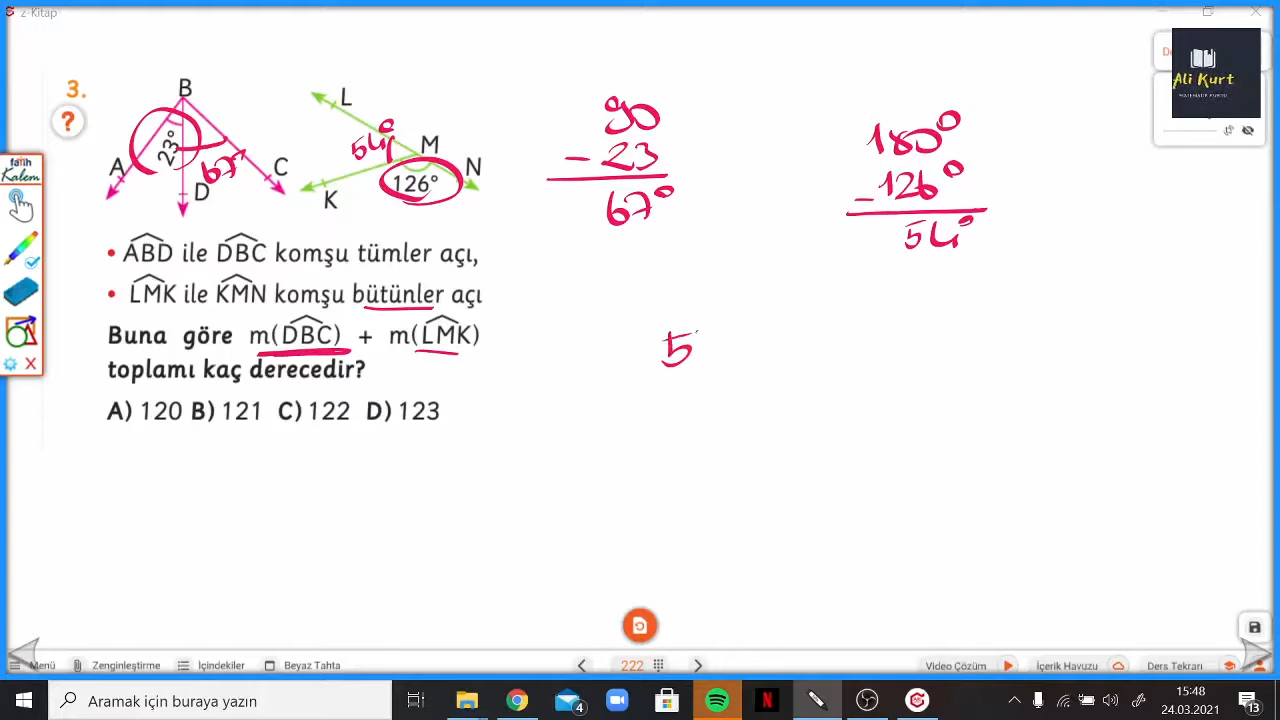 z-Kitap
Ali Kurt
MATEMATİK KURDU
3.
?
B
23°
67°
A
D
C
L
54°
M
N
126°
K
90
- 23
67°
180°
- 126°
54°
fatih
Kalem
• ABD ile DBC komşu tümler açı,
• LMK ile KMN komşu bütünler açı
Buna göre m(DBC) + m(LMK)
toplamı kaç derecedir?
A) 120 B) 121 C) 122 D) 123
5
Menü
Zenginleştirme
İçindekiler
Beyaz Tahta
222
Video Çözüm
İçerik Havuzu
Ders Tekrarı
Aramak için buraya yazın
4
N
15:48
24.03.2021
13